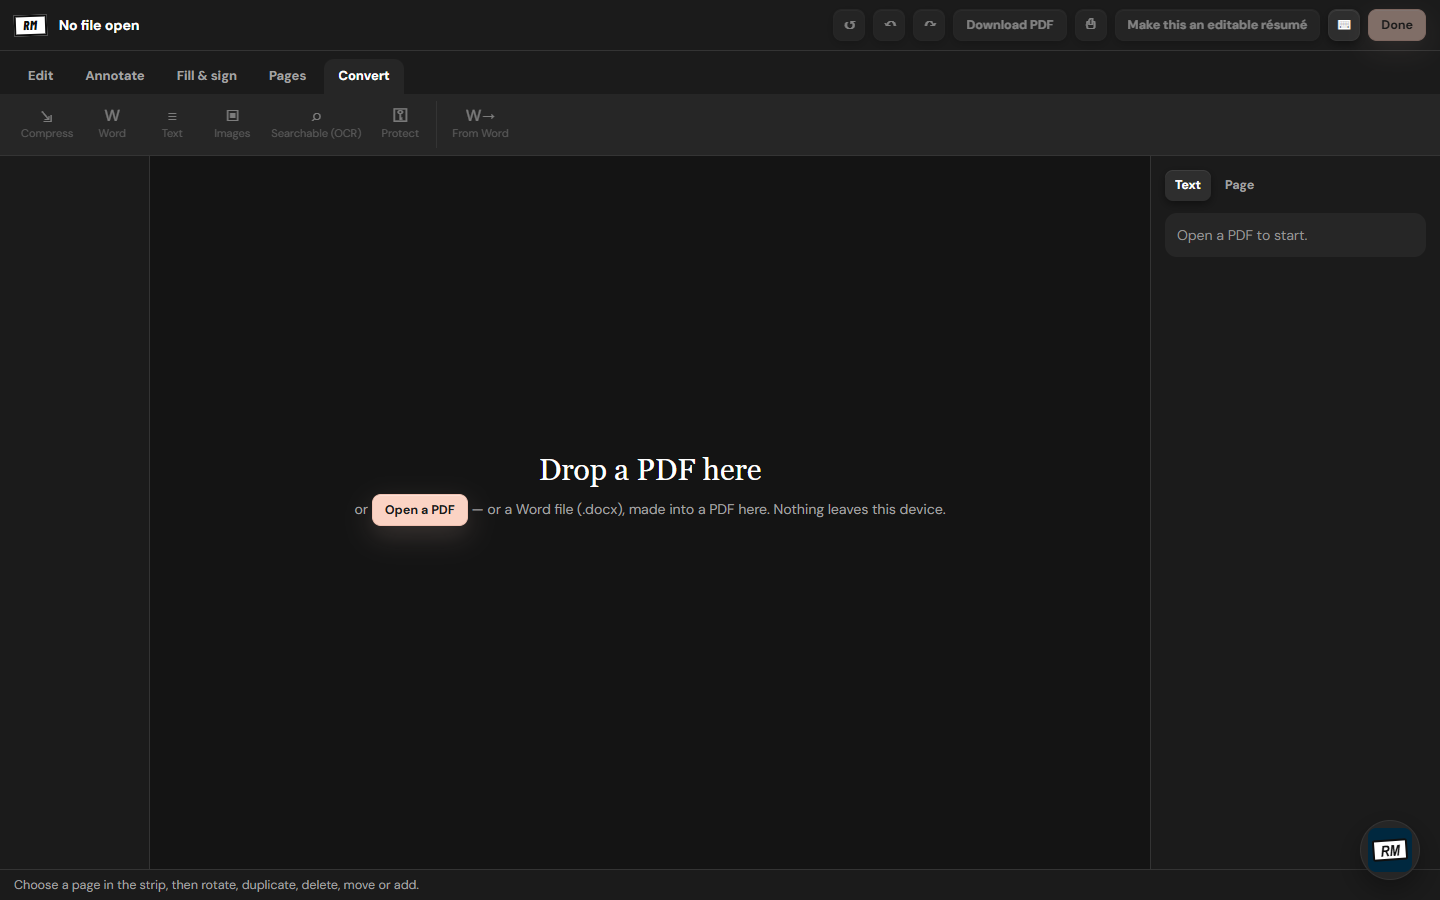 RM No file open Download PDF Make this an editable résumé Done
Edit Annotate Fill & sign Pages Convert
W W→
Compress Word Text Images Searchable (OCR) Protect From Word
Text Page
Open a PDF to start.
Drop a PDF here
or Open a PDF — or a Word file (.docx), made into a PDF here. Nothing leaves this device.
RM
Choose a page in the strip, then rotate, duplicate, delete, move or add.